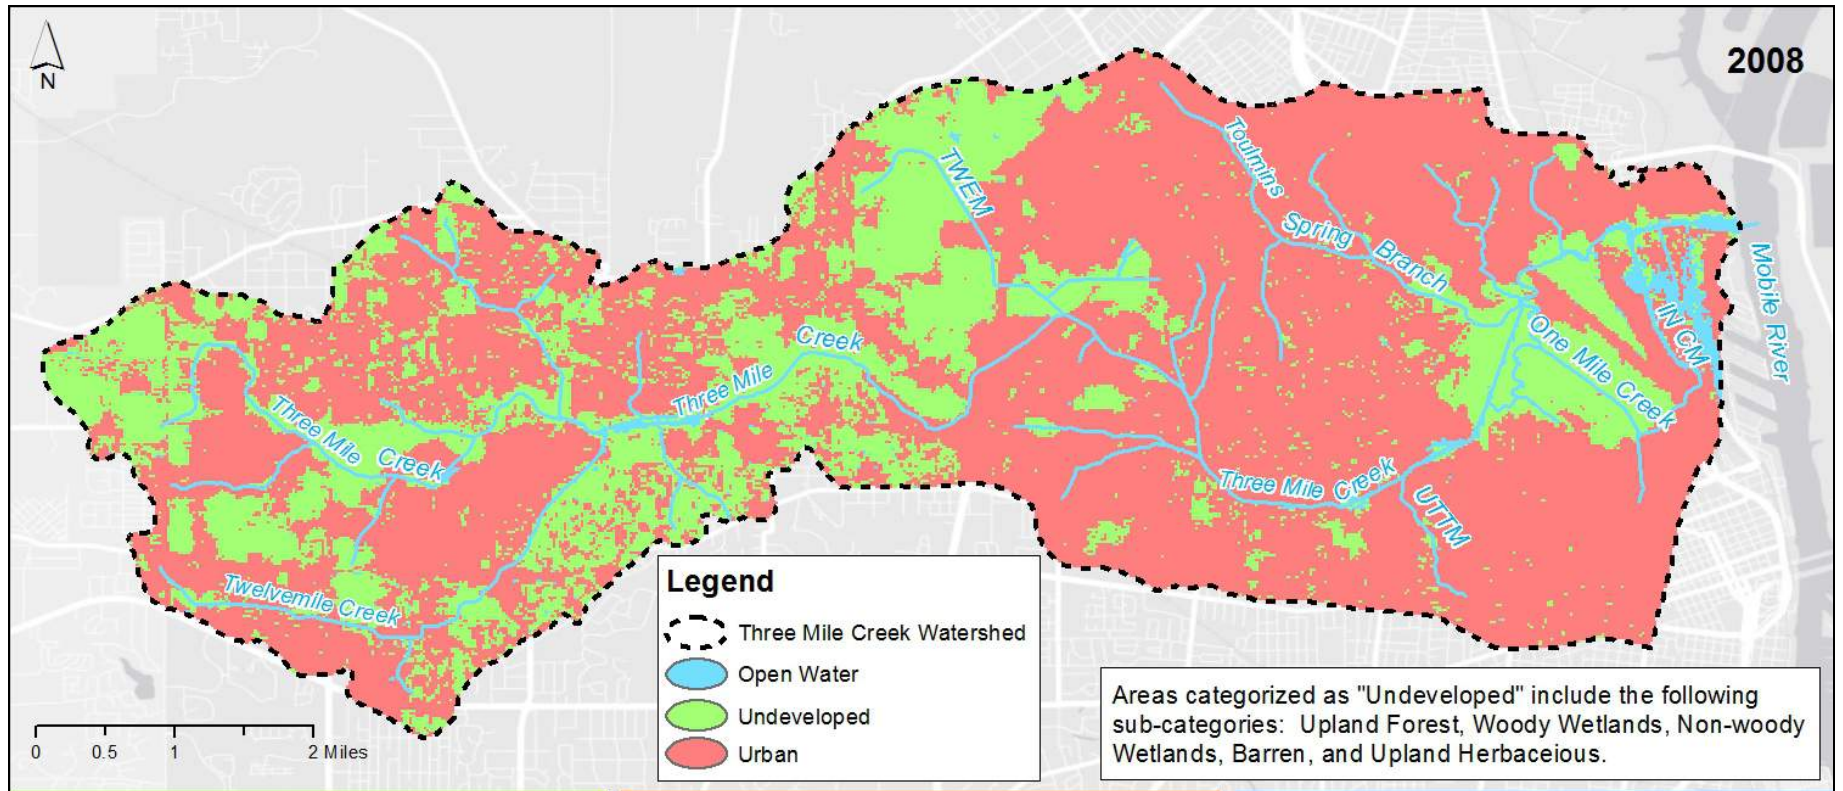 N
2008
TWEM
Toulmins
Spring
Branch
Mobile River
IN CM
One Mile Creek
Three Mile
Creek
Three Mile
Creek
Three Mile
Creek
UTTM
Twelvemile Creek
Legend
Three Mile Creek Watershed
Open Water
Undeveloped
Urban
0 0.5 1 2 Miles
Areas categorized as "Undeveloped" include the following
sub-categories: Upland Forest, Woody Wetlands, Non-woody
Wetlands, Barren, and Upland Herbaceious.